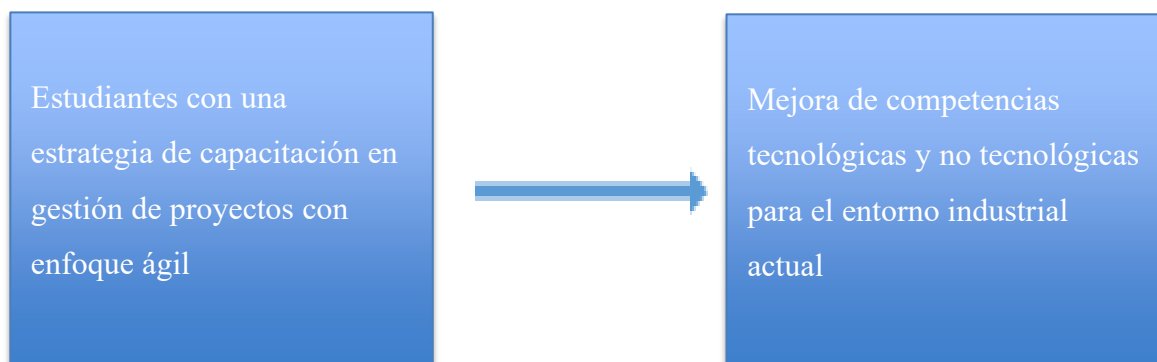 Estudiantes con una
estrategia de capacitación en
gestión de proyectos con
enfoque ágil
Mejora de competencias
tecnológicas y no tecnológicas
para el entorno industrial
actual